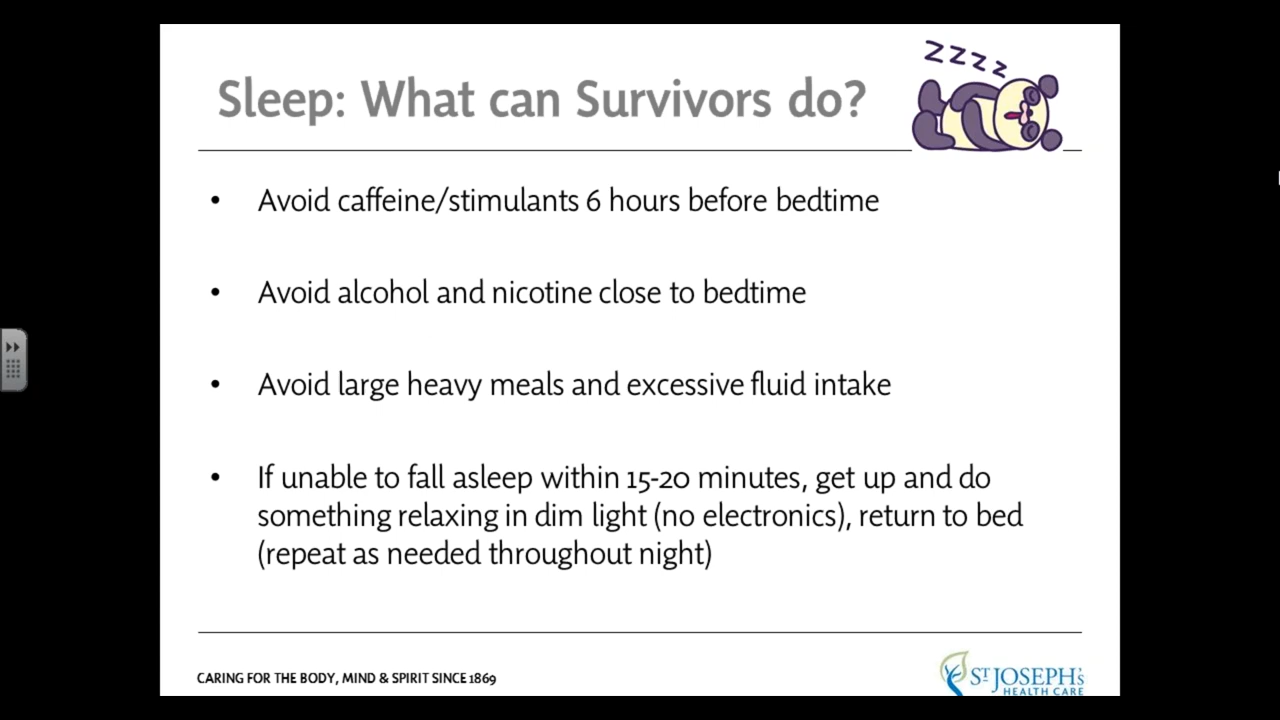 ZZZZ
Sleep: What can Survivors do?
• Avoid caffeine/stimulants 6 hours before bedtime
• Avoid alcohol and nicotine close to bedtime
• Avoid large heavy meals and excessive fluid intake
• If unable to fall asleep within 15-20 minutes, get up and do
something relaxing in dim light (no electronics), return to bed
(repeat as needed throughout night)
CARING FOR THE BODY, MIND & SPIRIT SINCE 1869
ST JOSEPH'S
HEALTH CARE